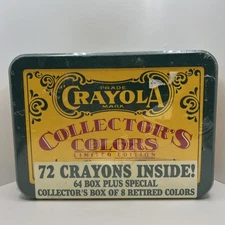 TRADE
CRAYOLA
MARK
COLLECTOR'S
COLORS
LIMITED EDITION
72 CRAYONS INSIDE!
64 BOX PLUS SPECIAL
COLLECTOR'S BOX OF 8 RETIRED COLORS